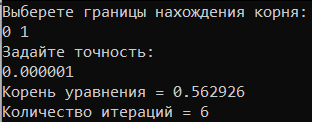 Выберете границы нахождения корня:
0 1
Задайте точность:
0.000001
Корень уравнения = 0.562926
Количество итераций = 6